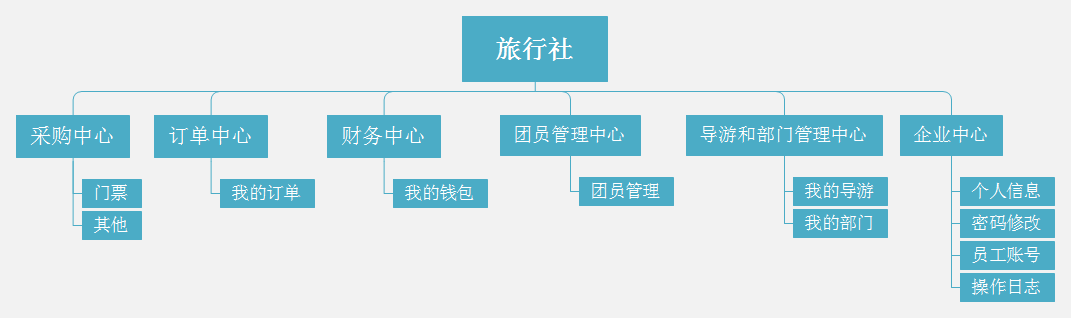 旅行社
采购中心
订单中心
财务中心
团员管理中心
导游和部门管理中心
企业中心
门票
其他
我的订单
我的钱包
团员管理
我的导游
我的部门
个人信息
密码修改
员工账号
操作日志